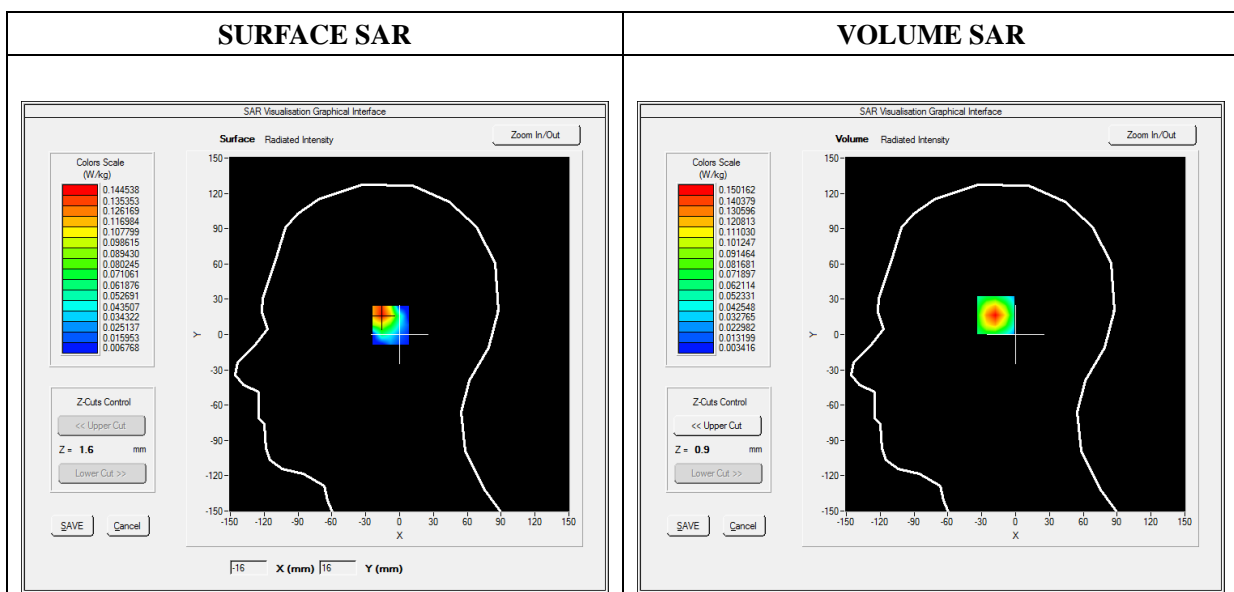 SURFACE SAR
VOLUME SAR
SAR Visualisation Graphical Interface
Surface Radiated Intensity
Zoom In/Out
Colors Scale
(W/kg)
0.144538
0.135353
0.126169
0.116984
0.107799
0.098615
0.089430
0.080245
0.071061
0.061876
0.052691
0.043507
0.034322
0.025137
0.015953
0.006768
Z-Cuts Control
<< Upper Cut
Z = 1.6 mm
Lower Cut >>
SAVE Cancel
150
120
90
60
30
0
-30
-60
-90
-120
-150
Y
-150 -120 -90 -60 -30 0 30 60 90 120 150
X
-16 X (mm) 16 Y (mm)
SAR Visualisation Graphical Interface
Volume Radiated Intensity
Zoom In/Out
Colors Scale
(W/kg)
0.150162
0.140379
0.130596
0.120813
0.111030
0.101247
0.091464
0.081681
0.071897
0.062114
0.052331
0.042548
0.032765
0.022982
0.013199
0.003416
Z-Cuts Control
<< Upper Cut
Z = 0.9 mm
Lower Cut >>
SAVE Cancel
150
120
90
60
30
0
-30
-60
-90
-120
-150
Y
-150 -120 -90 -60 -30 0 30 60 90 120 150
X